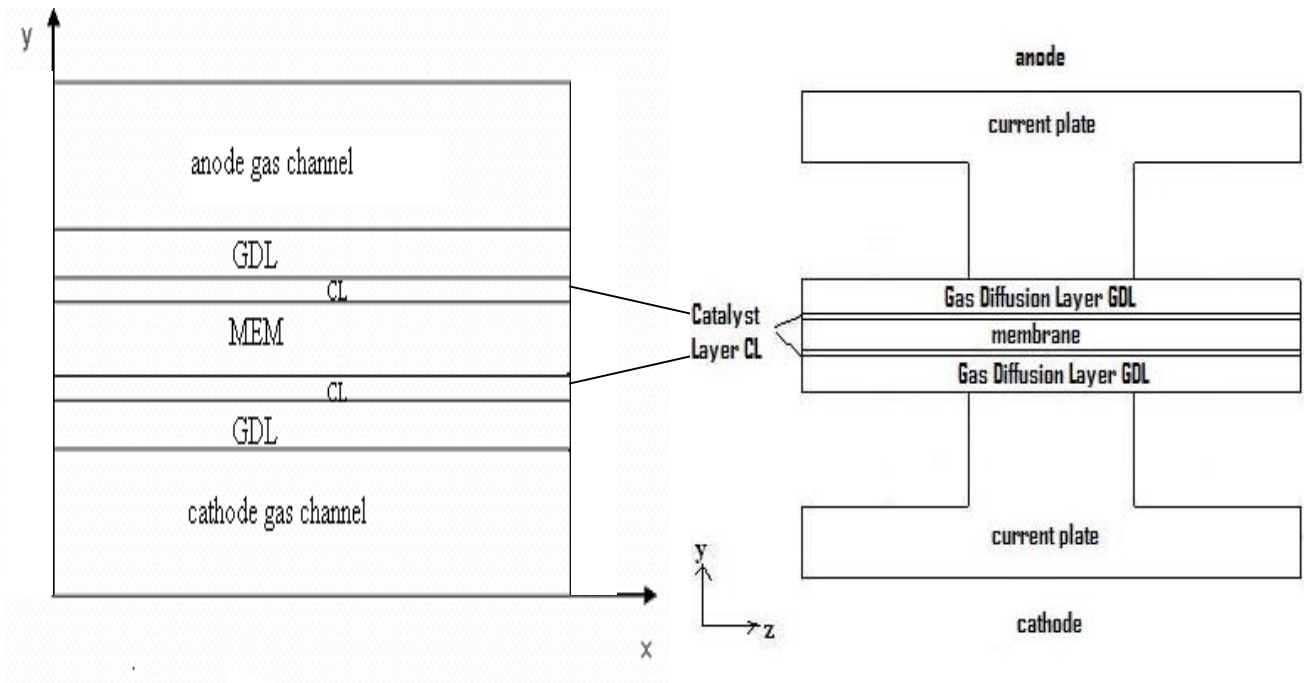 y
anode gas channel
GDL
CL
MEM
CL
GDL
cathode gas channel
x
Catalyst
Layer CL
anode
current plate
Gas Diffusion Layer GDL
membrane
Gas Diffusion Layer GDL
current plate
cathode
y
z